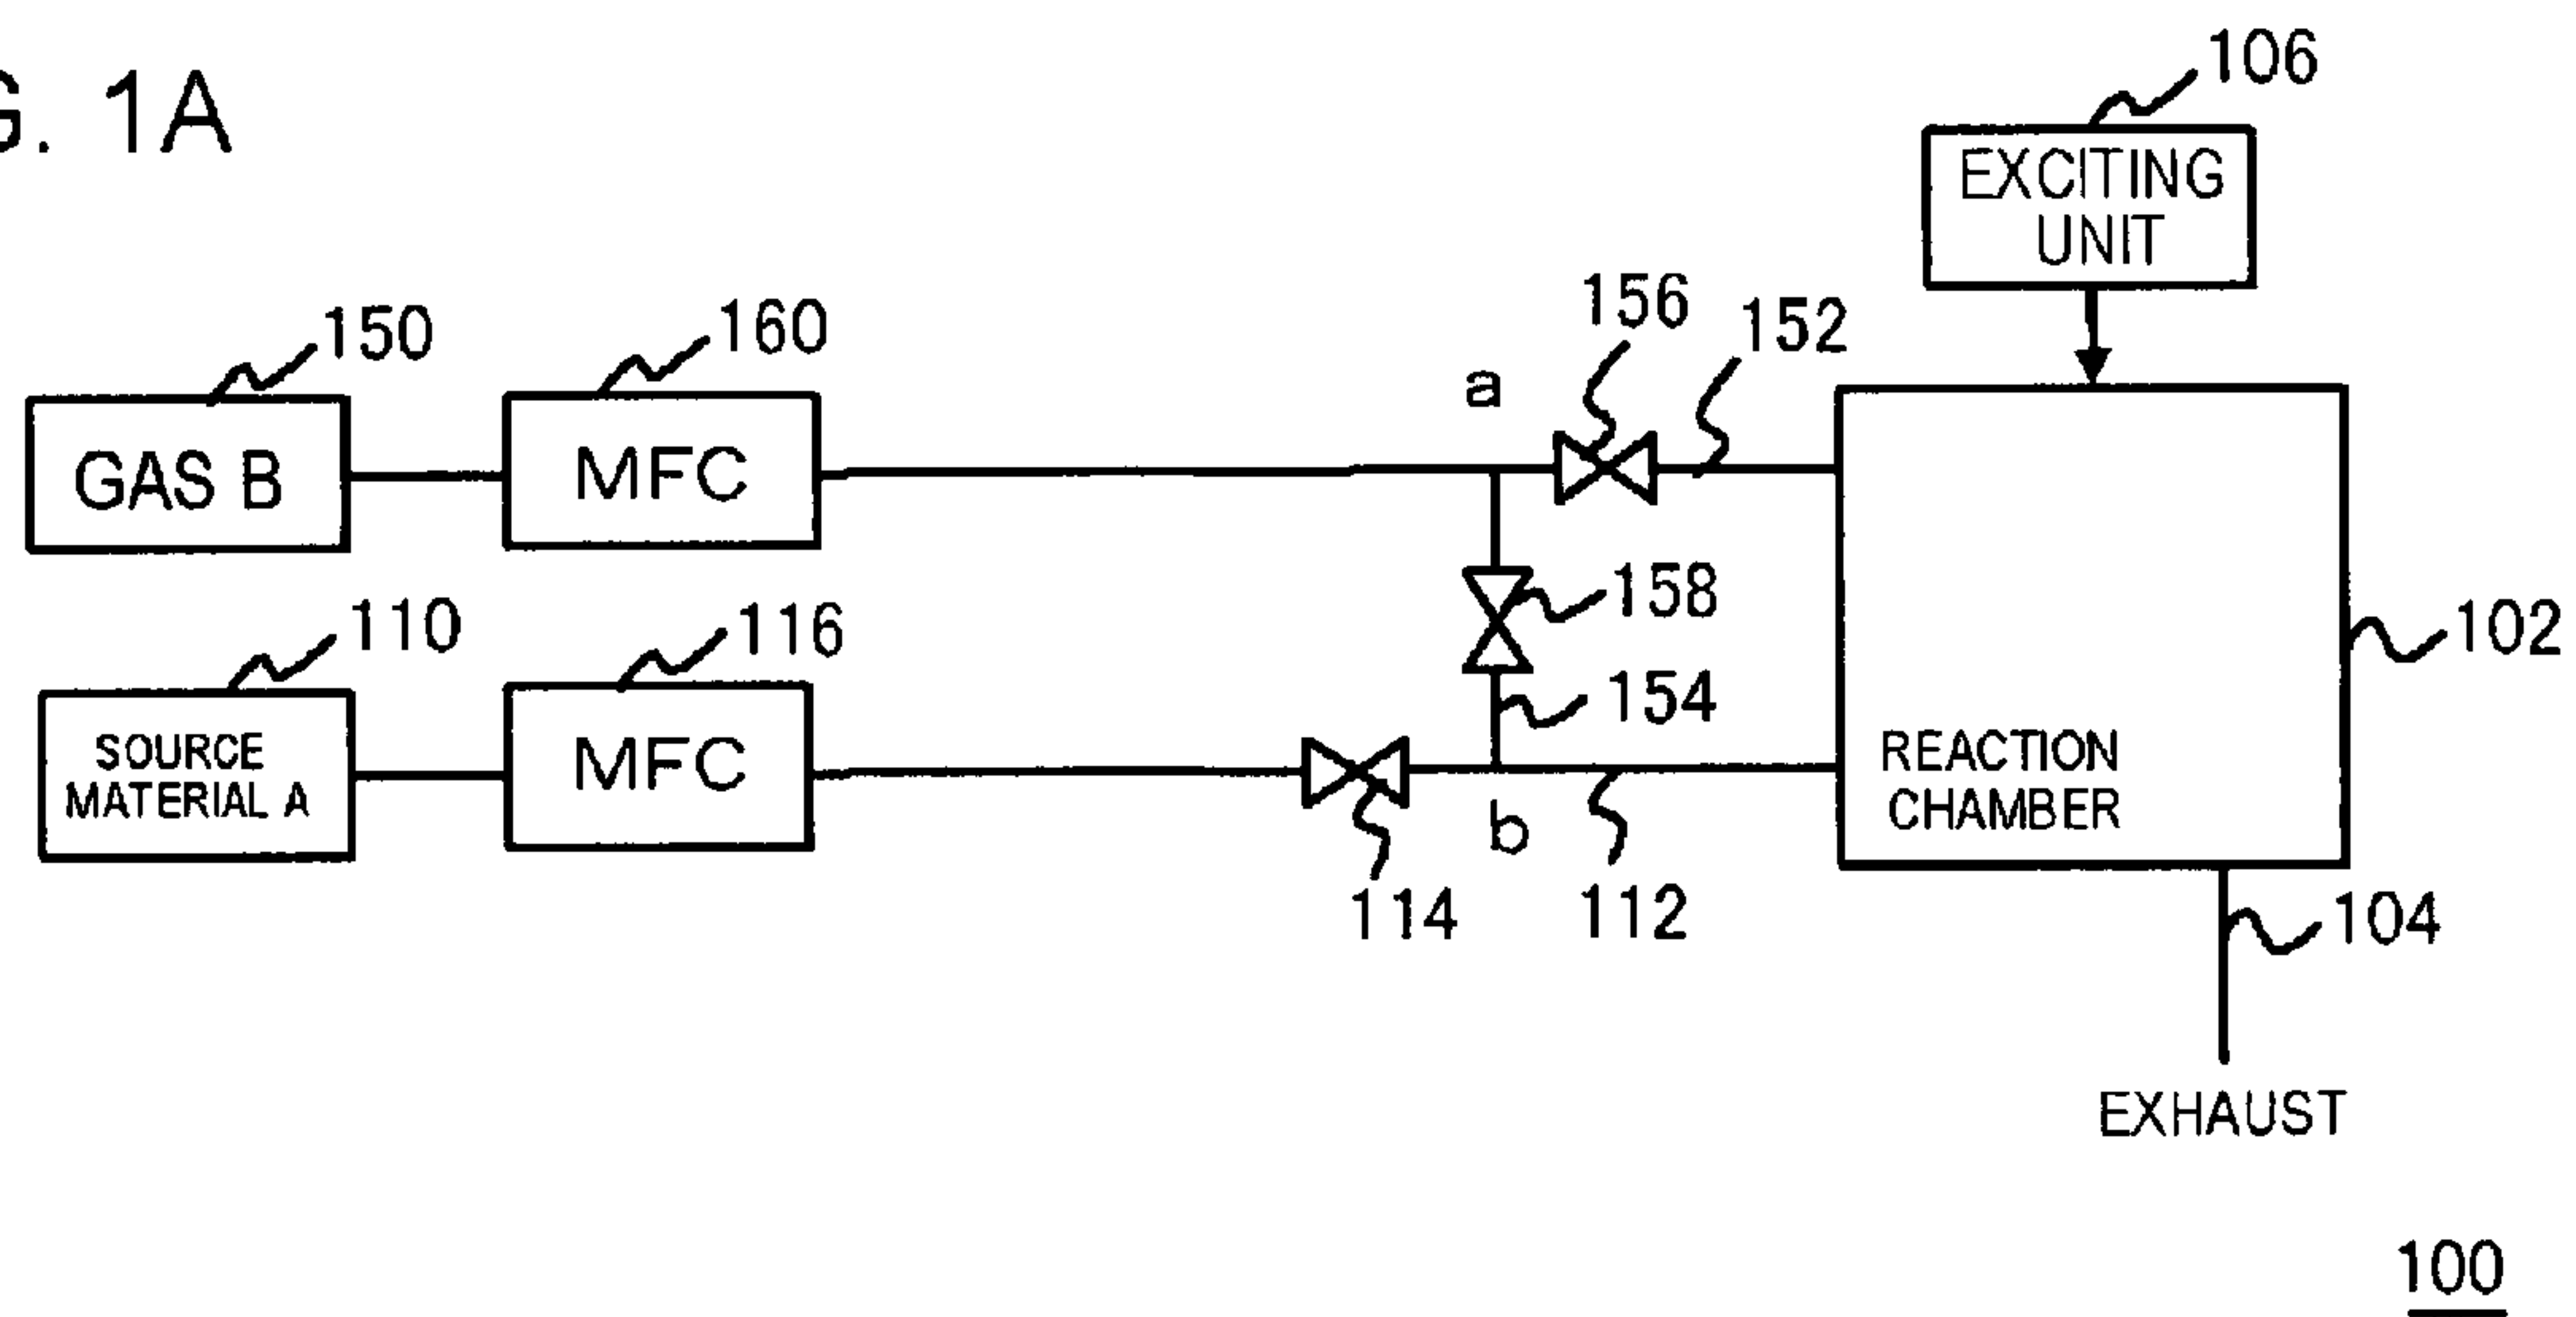 G. 1A
106
EXCITING
UNIT
156
152
150
160
a
GAS B
MFC
158
110
116
102
154
SOURCE
MATERIAL A
MFC
REACTION
CHAMBER
b
114
112
104
EXHAUST
100